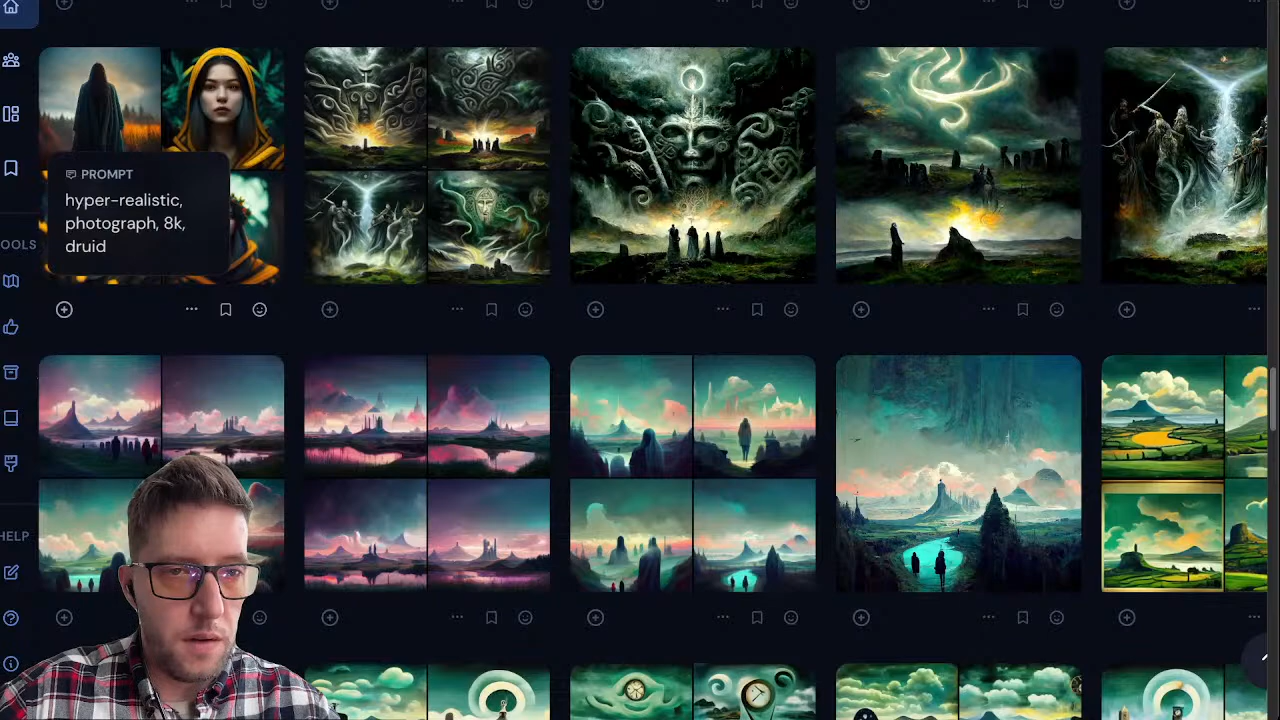 PROMPT
hyper-realistic,
photograph, 8k,
druid
OOLS
HELP